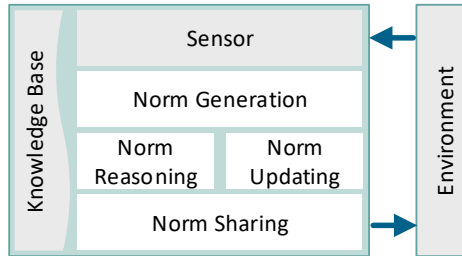 Knowledge Base
Sensor
Norm Generation
Norm
Reasoning
Norm
Updating
Norm Sharing
Environment